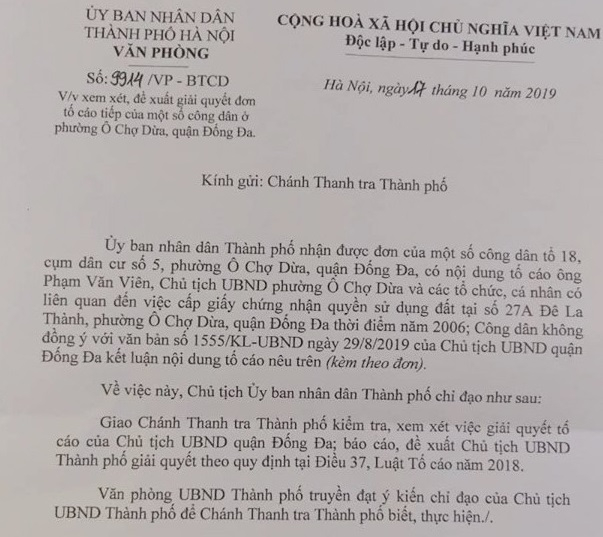 ỦY BAN NHÂN DÂN
THÀNH PHỐ HÀ NỘI
VĂN PHÒNG
Số: 9914/VP - BTCD
V/v xem xét, đề xuất giải quyết đơn
tố cáo tiếp của một số công dân ở
phường Ô Chợ Dừa, quận Đống Đa.
CỘNG HOÀ XÃ HỘI CHỦ NGHĨA VIỆT NAM
Độc lập - Tự do - Hạnh phúc
Hà Nội, ngày 17 tháng 10 năm 2019
Kính gửi: Chánh Thanh tra Thành phố
Ủy ban nhân dân Thành phố nhận được đơn của một số công dân tổ 18,
cụm dân cư số 5, phường Ô Chợ Dừa, quận Đống Đa, có nội dung tố cáo ông
Phạm Văn Viên, Chủ tịch UBND phường Ô Chợ Dừa và các tổ chức, cá nhân có
liên quan đến việc cấp giấy chứng nhận quyền sử dụng đất tại số 27A Đê La
Thành, phường Ô Chợ Dừa, quận Đống Đa thời điểm năm 2006; Công dân không
đồng ý với văn bản số 1555/KL-UBND ngày 29/8/2019 của Chủ tịch UBND quận
Đống Đa kết luận nội dung tố cáo nêu trên (kèm theo đơn).
Về việc này, Chủ tịch Ủy ban nhân dân Thành phố chỉ đạo như sau:
Giao Chánh Thanh tra Thành phố kiểm tra, xem xét việc giải quyết tố
cáo của Chủ tịch UBND quận Đống Đa; báo cáo, đề xuất Chủ tịch UBND
Thành phố giải quyết theo quy định tại Điều 37, Luật Tố cáo năm 2018.
Văn phòng UBND Thành phố truyền đạt ý kiến chỉ đạo của Chủ tịch
UBND Thành phố để Chánh Thanh tra Thành phố biết, thực hiện./.